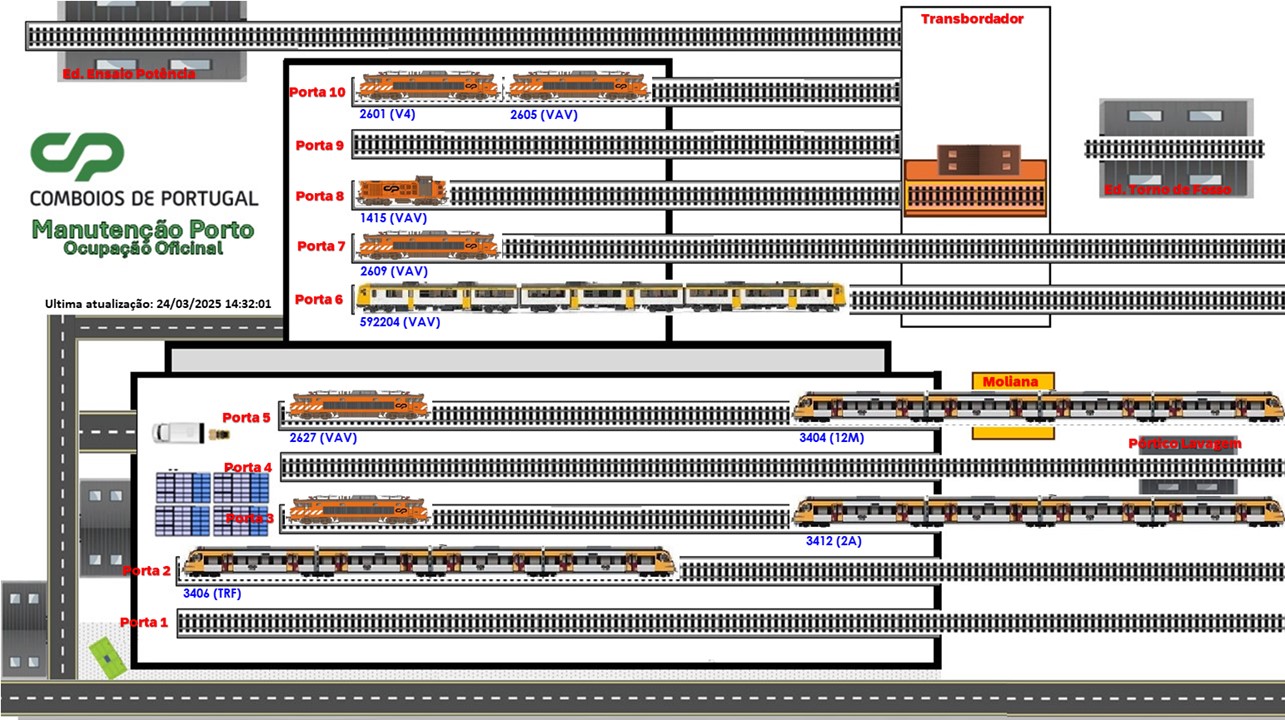 Transbordador
Ed. Ensaio Potência
Porta 10
2601 (V4)
2605 (VAV)
Porta 9
CP
COMBOIOS DE PORTUGAL
Manutenção Porto
Ocupação Oficinal
Porta 8
1415 (VAV)
Ed. Torno de Fosso
Porta 7
2609 (VAV)
Ultima atualização: 24/03/2025 14:32:01
Porta 6
592204 (VAV)
Moliana
Porta 5
2627 (VAV)
3404 (12M)
Pórtico Lavagem
Porta 4
Porta 3
3412 (2A)
Porta 2
3406 (TRF)
Porta 1